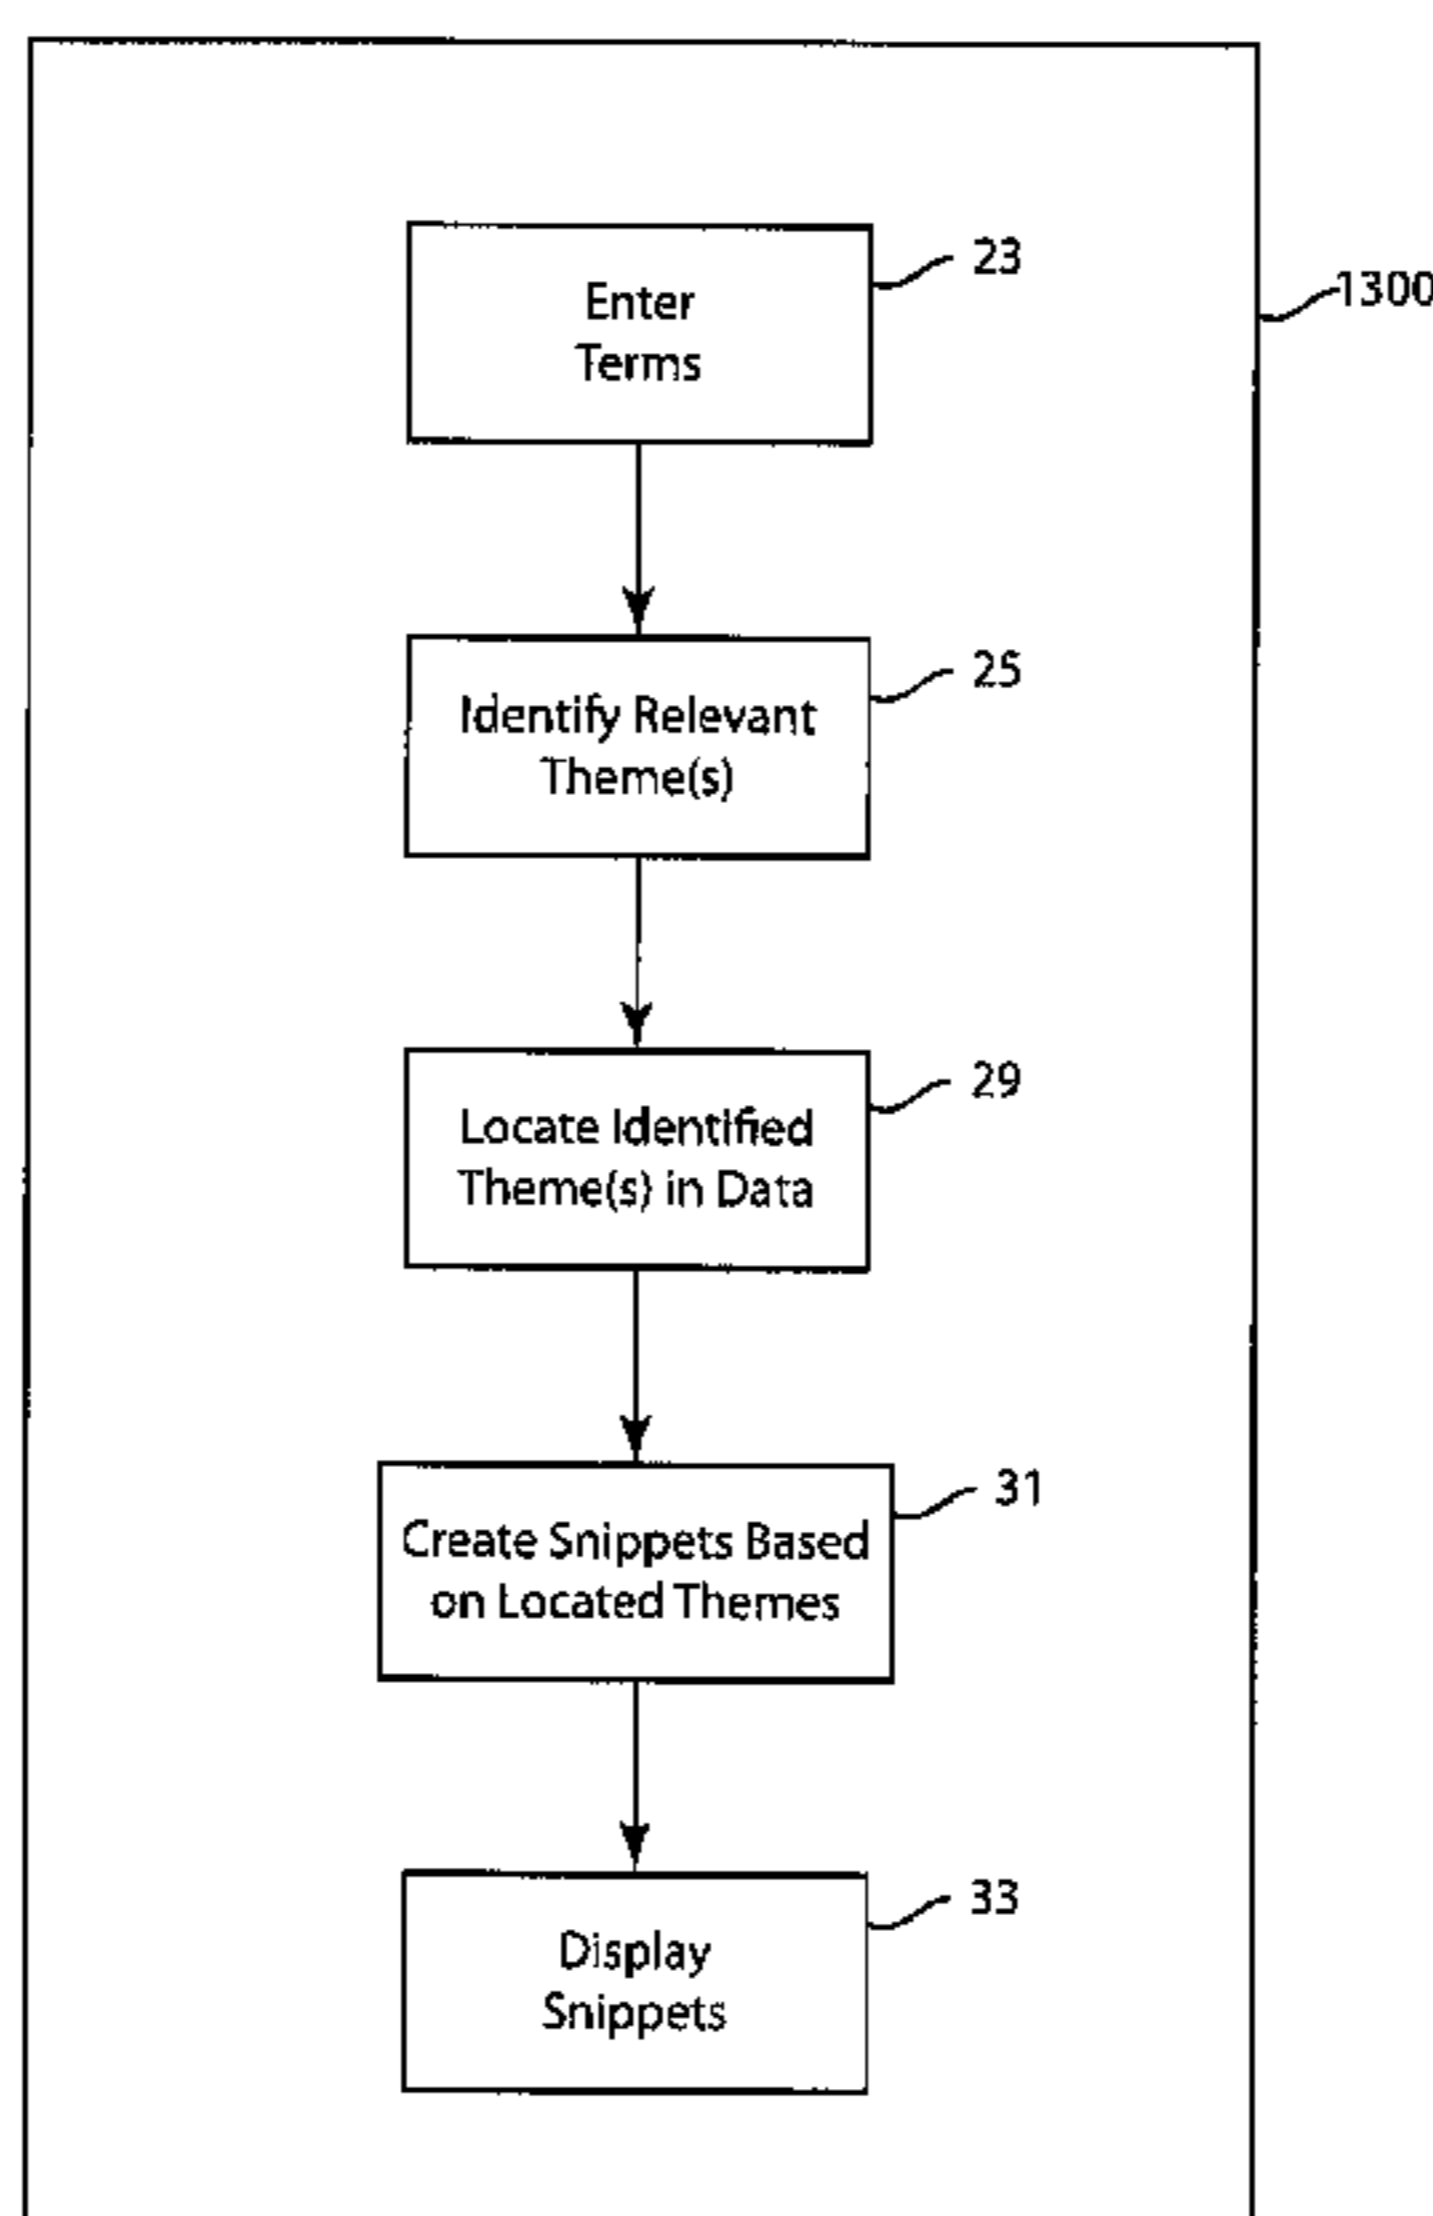 23
Enter
Terms
1300
25
Identify Relevant
Theme(s)
29
Locate Identified
Theme(s) in Data
31
Create Snippets Based
on Located Themes
33
Display
Snippets